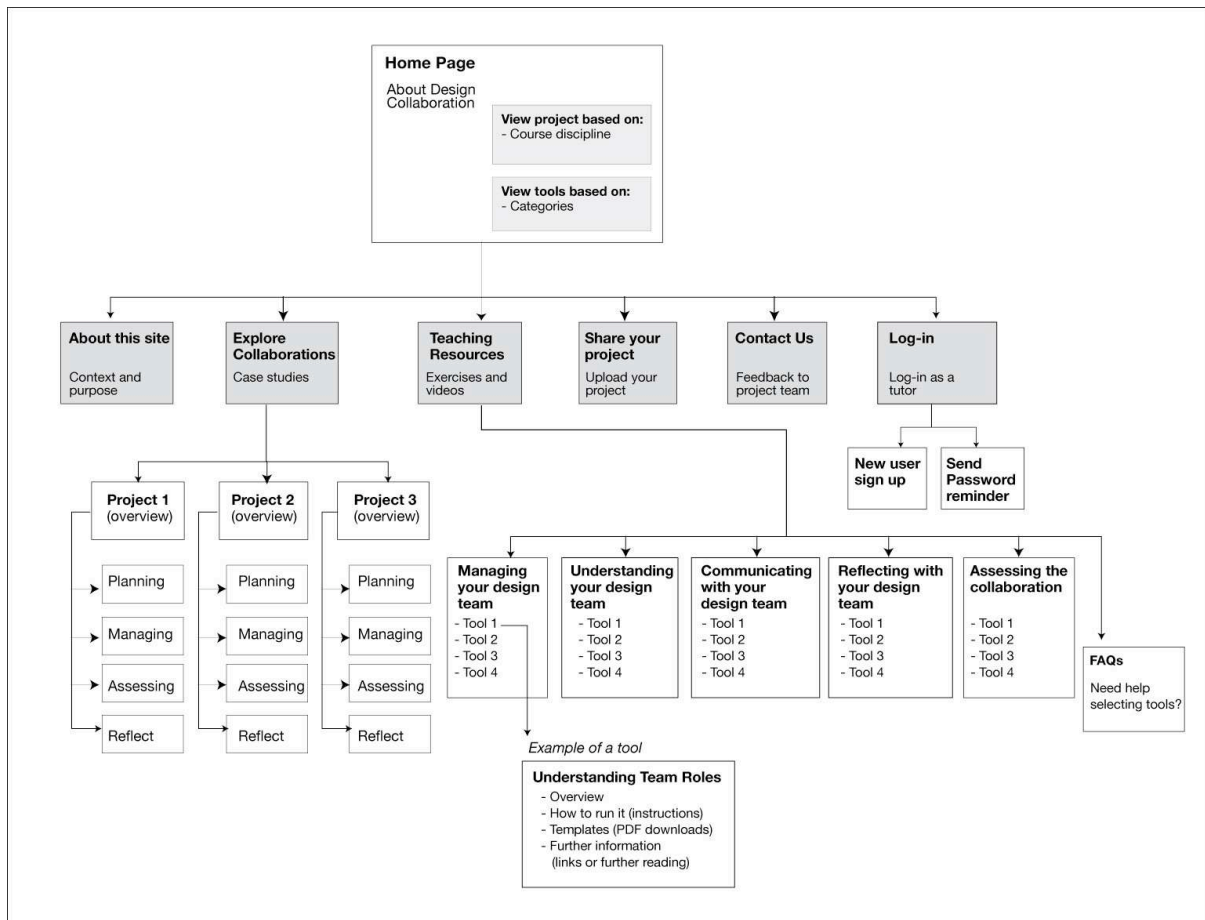 Home Page
About Design
Collaboration
View project based on:
- Course discipline
View tools based on:
- Categories
About this site
Context and
purpose
Explore
Collaborations
Case studies
Teaching
Resources
Exercises and
videos
Share your
project
Upload your
project
Contact Us
Feedback to
project team
Log-in
Log-in as a
tutor
New user
sign up
Send
Password
reminder
Project 1
(overview)
Planning
Managing
Assessing
Reflect
Project 2
(overview)
Planning
Managing
Assessing
Reflect
Project 3
(overview)
Planning
Managing
Assessing
Reflect
Managing
your design
team
- Tool 1
- Tool 2
- Tool 3
- Tool 4
Understanding
your design
team
- Tool 1
- Tool 2
- Tool 3
- Tool 4
Communicating
with your
design team
- Tool 1
- Tool 2
- Tool 3
- Tool 4
Reflecting with
your design
team
- Tool 1
- Tool 2
- Tool 3
- Tool 4
Assessing the
collaboration
- Tool 1
- Tool 2
- Tool 3
- Tool 4
FAQs
Need help
selecting tools?
Example of a tool
Understanding Team Roles
- Overview
- How to run it (instructions)
- Templates (PDF downloads)
- Further information
(links or further reading)